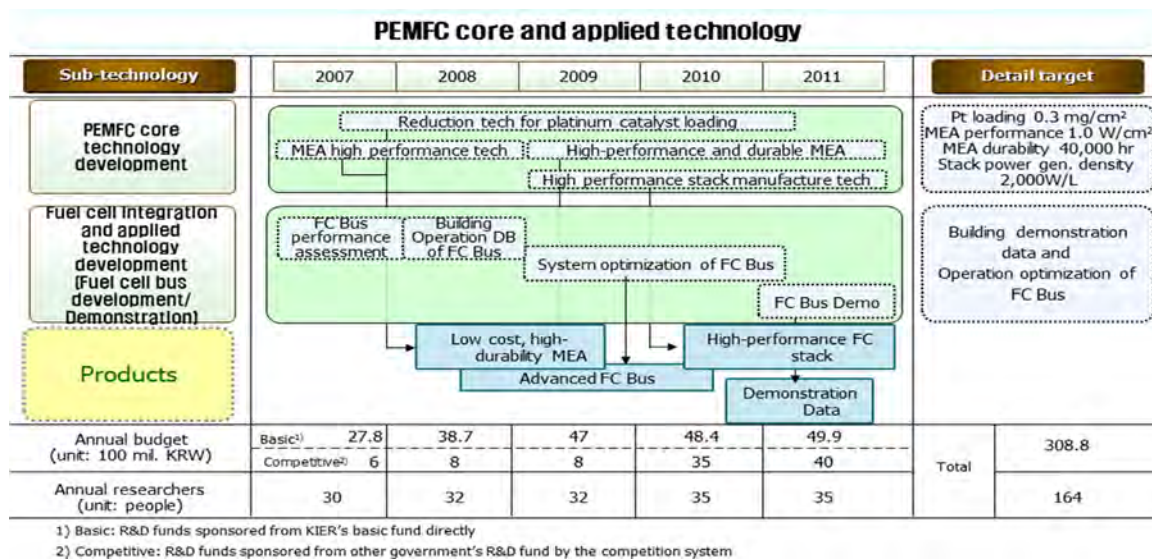 PEMFC core and applied technology
Sub-technology
2007
2008
2009
2010
2011
Detail target
PEMFC core
technology
development
Reduction tech for platinum catalyst loading
MEA high performance tech
High-performance and durable MEA
High performance stack manufacture tech
Pt loading 0.3 mg/cm²
MEA performance 1.0 W/cm²
MEA durability 40,000 hr
Stack power gen. density
2,000W/L
Fuel cell integration
and applied
technology
development
(Fuel cell bus
development/
Demonstration)
FC Bus
performance
assessment
Building
Operation DB
of FC Bus
System optimization of FC Bus
FC Bus Demo
Building demonstration
data and
Operation optimization of
FC Bus
Products
Low cost, high-
durability MEA
High-performance FC
stack
Advanced FC Bus
Demonstration
Data
Annual budget
(unit: 100 mil. KRW)
Basic¹⁾ 27.8 38.7 47 48.4 49.9
Competitive²⁾ 6 8 8 35 40
Total
308.8
Annual researchers
(unit: people)
30 32 32 35 35
164
1) Basic: R&D funds sponsored from KIER's basic fund directly
2) Competitive: R&D funds sponsored from other government's R&D fund by the competition system